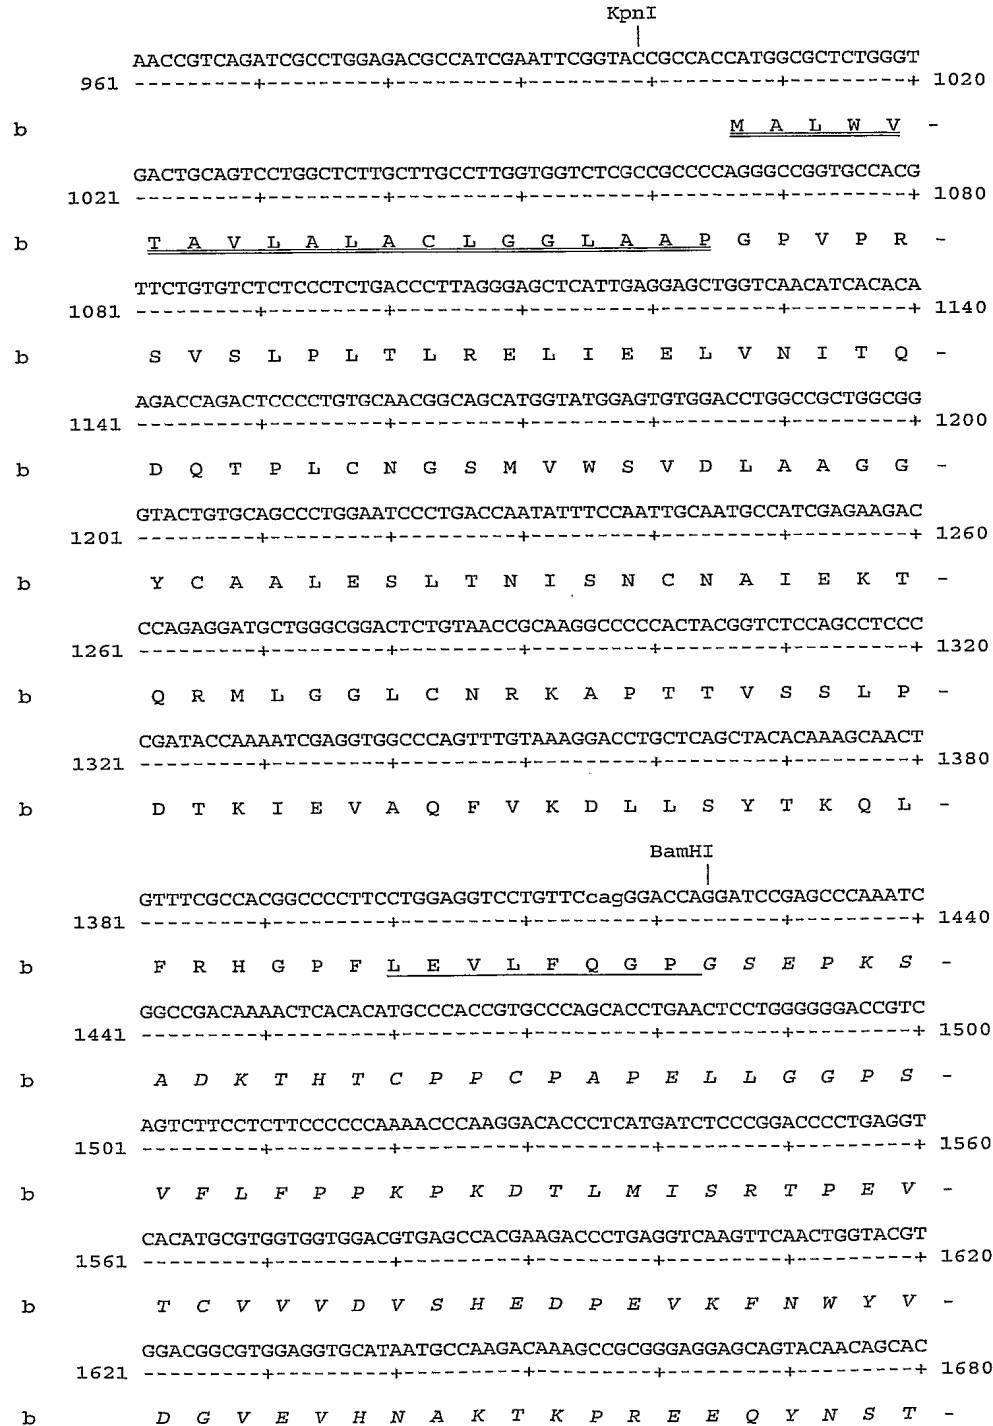 KpnI
|
AACCGTCAGATCGCCTGGAGACGCCATCGAATTCGGTACCGCCACCATGGCGCTCTGGGT
961 ---------+---------+---------+---------+---------+---------+ 1020
b M A L W V -
GACTGCAGTCCTGGCTCTTGCTTGCCTTGGTGGTCTCGCCGCCCCAGGGCCGGTGCCACG
1021 ---------+---------+---------+---------+---------+---------+ 1080
b T A V L A L A C L G G L A A P G P V P R -
TTCTGTGTCTCTCCCTCTGACCCTTAGGGAGCTCATTGAGGAGCTGGTCAACATCACACA
1081 ---------+---------+---------+---------+---------+---------+ 1140
b S V S L P L T L R E L I E E L V N I T Q -
AGACCAGACTCCCCTGTGCAACGGCAGCATGGTATGGAGTGTGGACCTGGCCGCTGGCGG
1141 ---------+---------+---------+---------+---------+---------+ 1200
b D Q T P L C N G S M V W S V D L A A G G -
GTACTGTGCAGCCCTGGAATCCCTGACCAATATTTCCAATTGCAATGCCATCGAGAAGAC
1201 ---------+---------+---------+---------+---------+---------+ 1260
b Y C A A L E S L T N I S N C N A I E K T -
CCAGAGGATGCTGGGCGGACTCTGTAACCGCAAGGCCCCCACTACGGTCTCCAGCCTCCC
1261 ---------+---------+---------+---------+---------+---------+ 1320
b Q R M L G G L C N R K A P T T V S S L P -
CGATACCAAAATCGAGGTGGCCCAGTTTGTAAAGGACCTGCTCAGCTACACAAAGCAACT
1321 ---------+---------+---------+---------+---------+---------+ 1380
b D T K I E V A Q F V K D L L S Y T K Q L -
BamHI
|
GTTTCGCCACGGCCCCTTCCTGGAGGTCCTGTTCcagGGACCAGGATCCGAGCCCAAATC
1381 ---------+---------+---------+---------+---------+---------+ 1440
b F R H G P F L E V L F Q G P G S E P K S -
GGCCGACAAAACTCACACATGCCCACCGTGCCCAGCACCTGAACTCCTGGGGGGACCGTC
1441 ---------+---------+---------+---------+---------+---------+ 1500
b A D K T H T C P P C P A P E L L G G P S -
AGTCTTCCTCTTCCCCCCAAAACCCAAGGACACCCTCATGATCTCCCGGACCCCTGAGGT
1501 ---------+---------+---------+---------+---------+---------+ 1560
b V F L F P P K P K D T L M I S R T P E V -
CACATGCGTGGTGGTGGACGTGAGCCACGAAGACCCTGAGGTCAAGTTCAACTGGTACGT
1561 ---------+---------+---------+---------+---------+---------+ 1620
b T C V V V D V S H E D P E V K F N W Y V -
GGACGGCGTGGAGGTGCATAATGCCAAGACAAAGCCGCGGGAGGAGCAGTACAACAGCAC
1621 ---------+---------+---------+---------+---------+---------+ 1680
b D G V E V H N A K T K P R E E Q Y N S T -